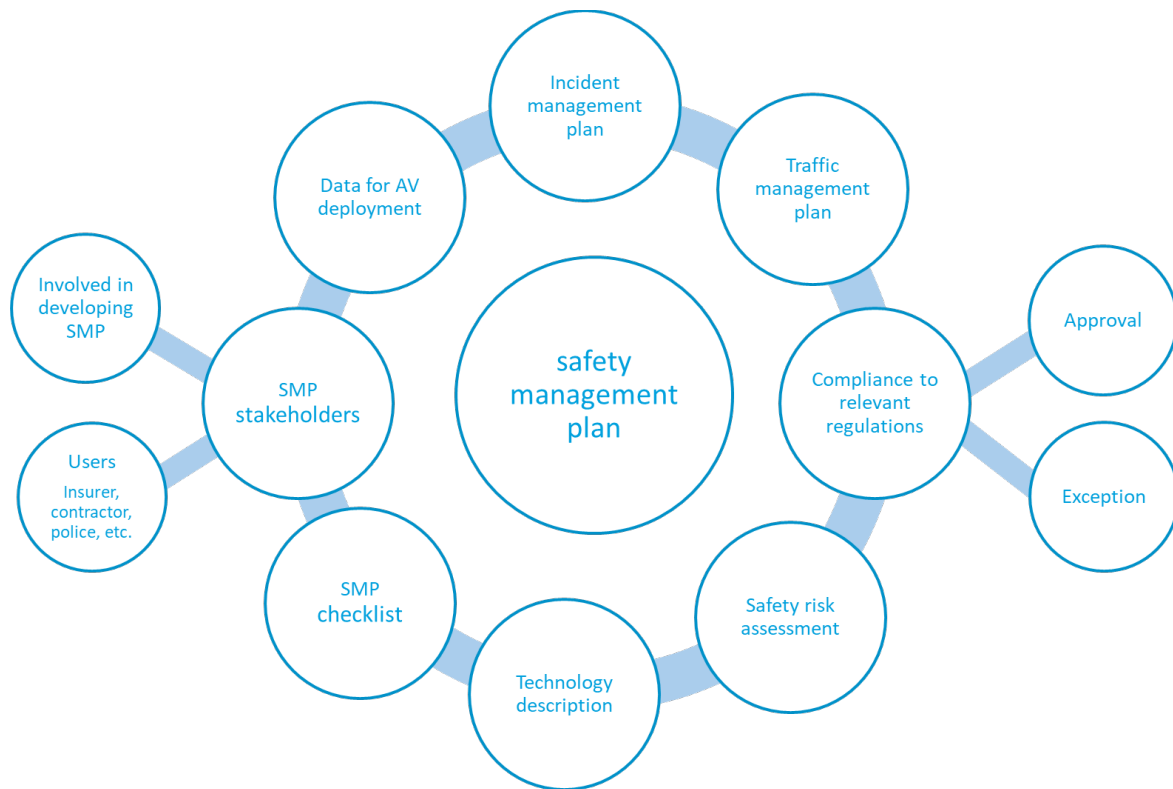 Incident
management
plan
Data for AV
deployment
Traffic
management
plan
Involved in
developing
SMP
Approval
safety
management
plan
SMP
stakeholders
Compliance to
relevant
regulations
Users
Insurer,
contractor,
police, etc.
Exception
SMP
checklist
Safety risk
assessment
Technology
description